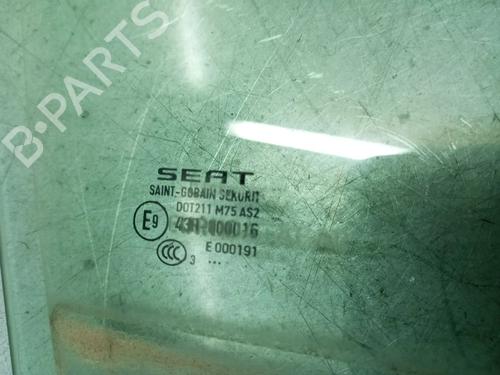 B-PARTS
SEAT
SAINT-GOBAIN SEKURIT
DOT211 M75 AS2
E9 43R-000016
E 000191
CCC 3 ...